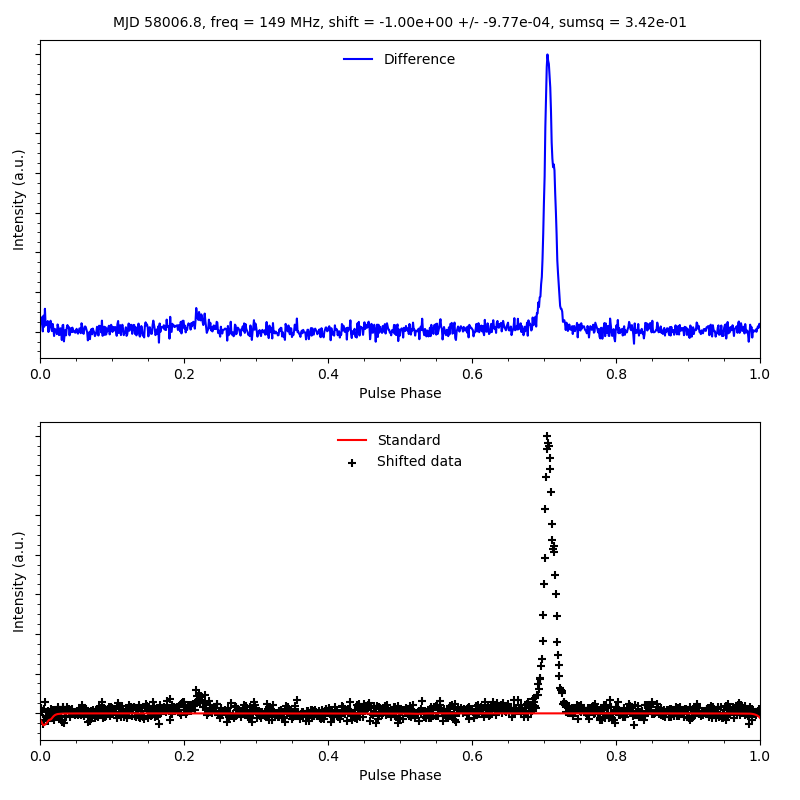 MJD 58006.8, freq = 149 MHz, shift = -1.00e+00 +/- -9.77e-04, sumsq = 3.42e-01
Difference
Intensity (a.u.)
0.0 0.2 0.4 0.6 0.8 1.0
Pulse Phase
Standard
Shifted data
Intensity (a.u.)
0.0 0.2 0.4 0.6 0.8 1.0
Pulse Phase